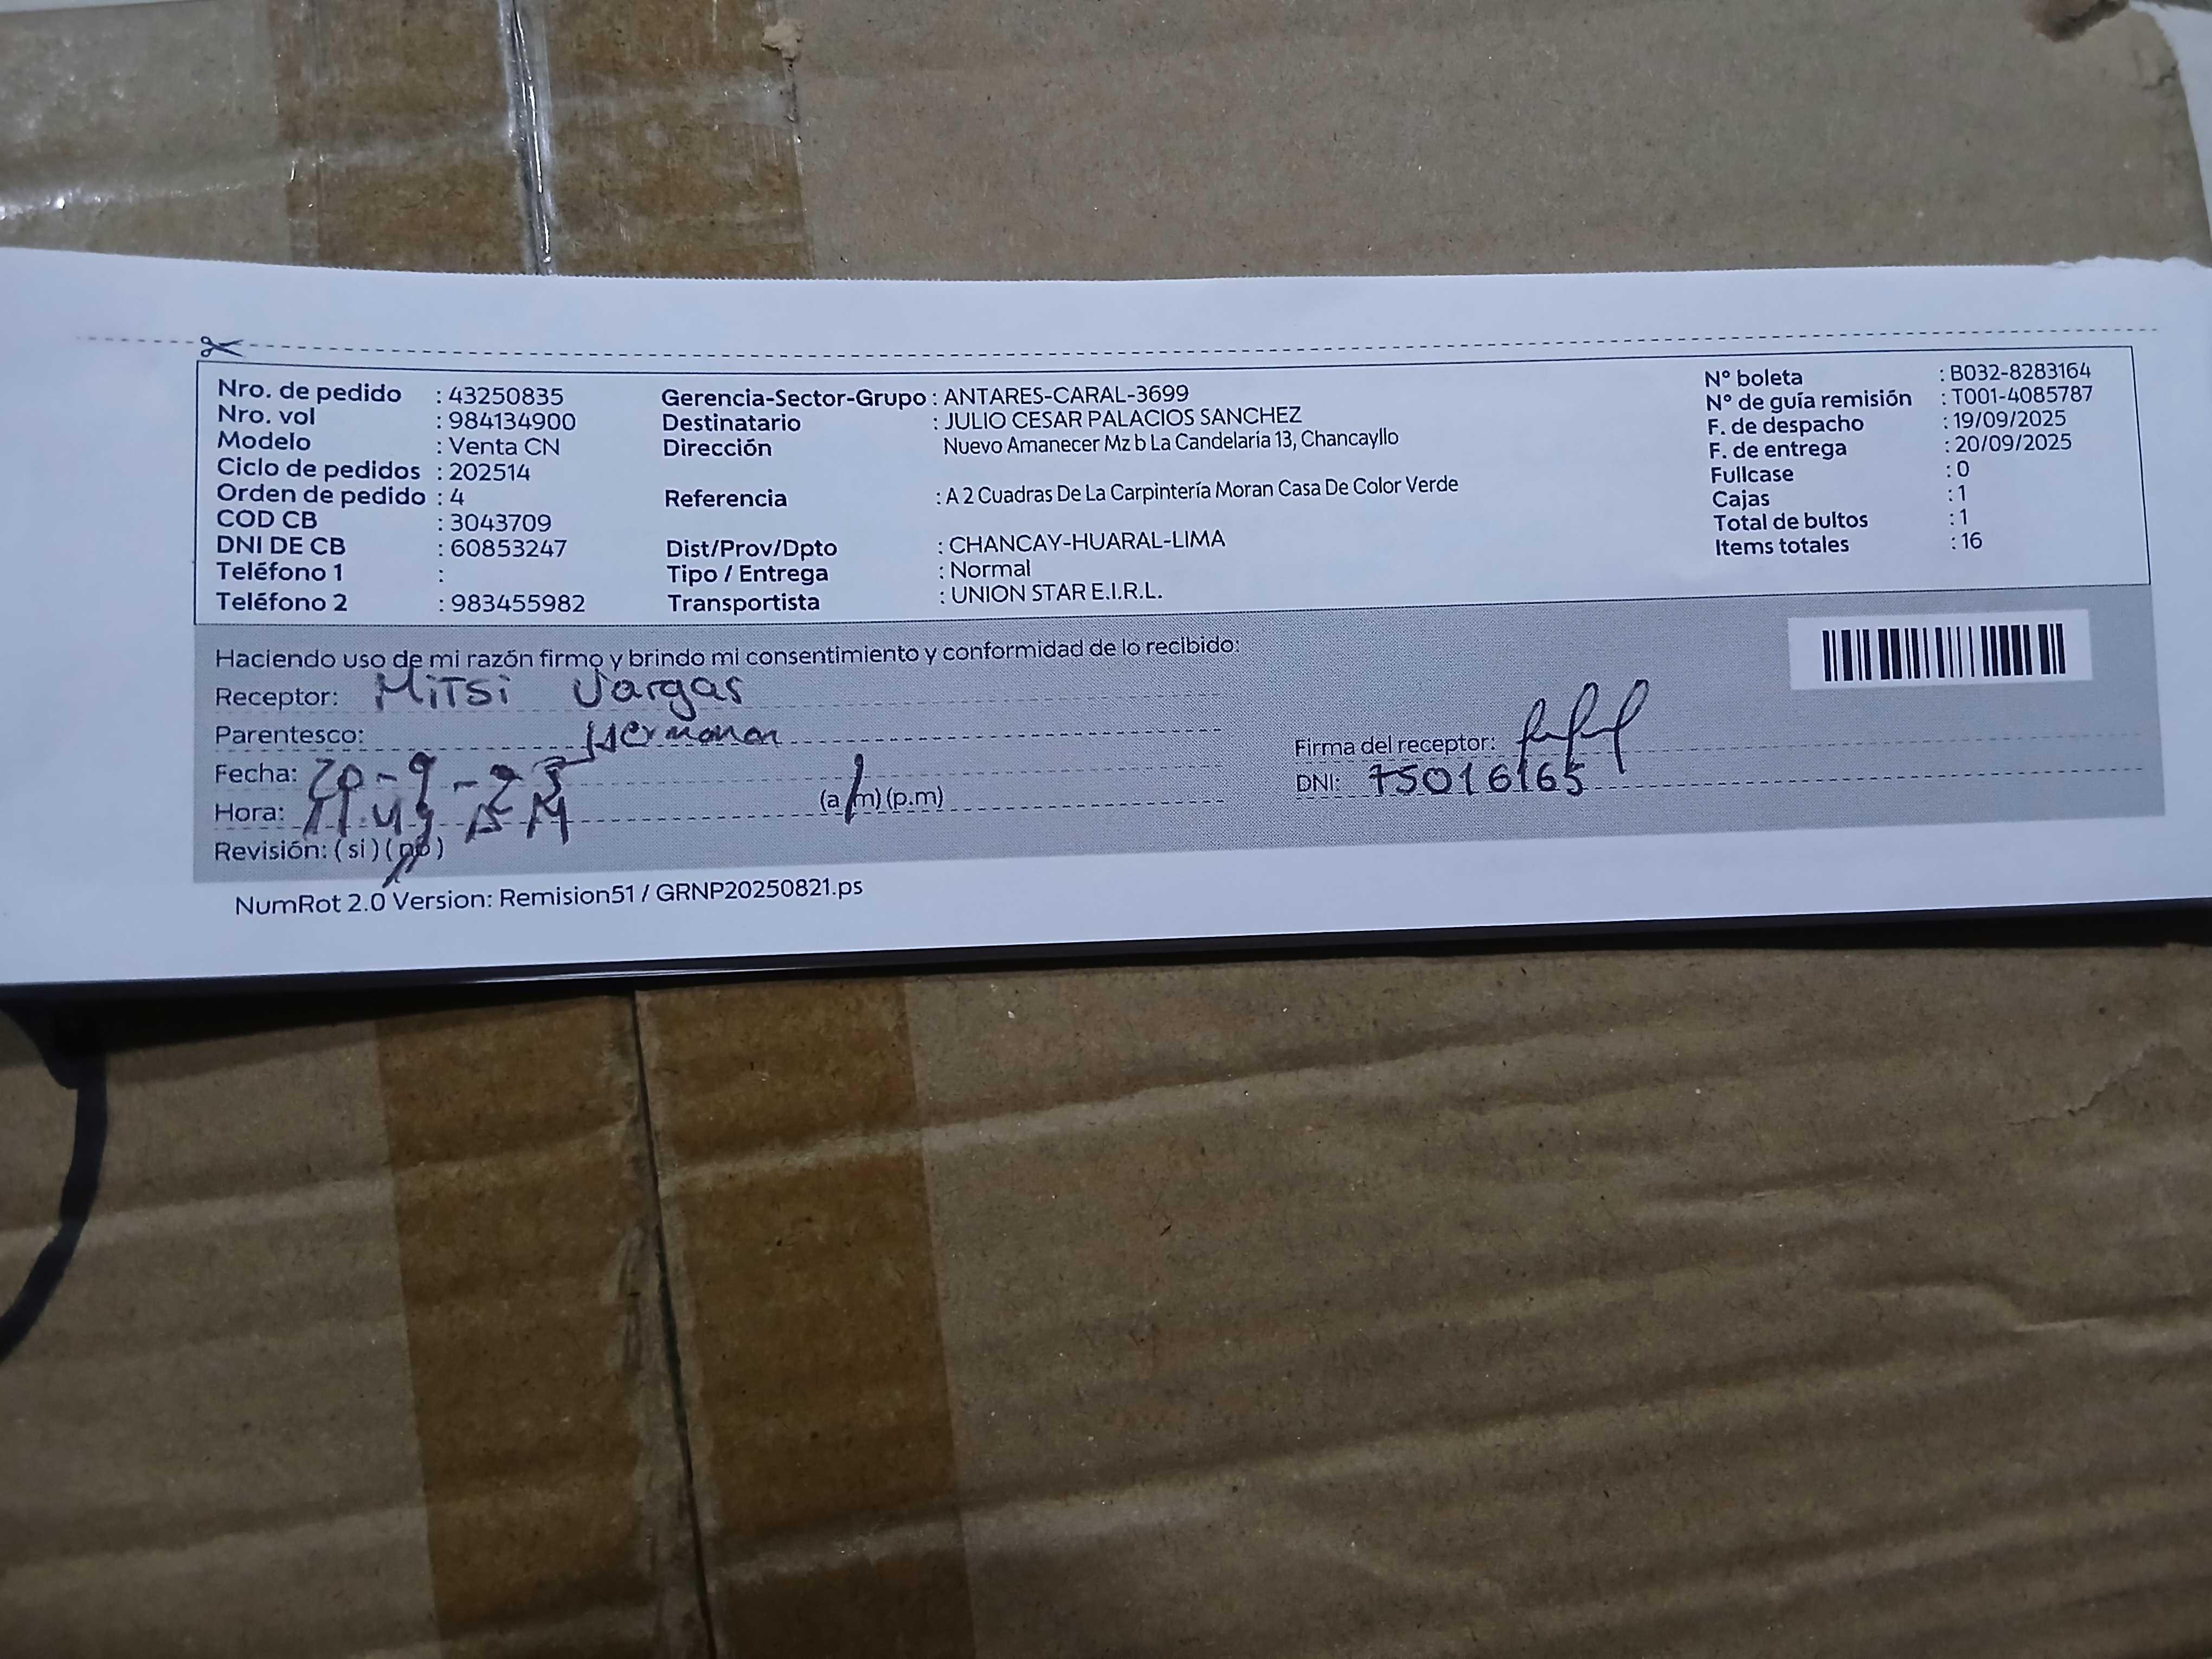 Nro. de pedido : 43250835
Nro. vol : 984134900
Modelo : Venta CN
Ciclo de pedidos : 202514
Orden de pedido : 4
COD CB : 3043709
DNI DE CB : 60853247
Teléfono 1 :
Teléfono 2 : 983455982
Gerencia-Sector-Grupo : ANTARES-CARAL-3699
Destinatario : JULIO CESAR PALACIOS SANCHEZ
Dirección Nuevo Amanecer Mz b La Candelaria 13, Chancayllo
Referencia : A 2 Cuadras De La Carpintería Moran Casa De Color Verde
Dist/Prov/Dpto : CHANCAY-HUARAL-LIMA
Tipo / Entrega : Normal
Transportista : UNION STAR E.I.R.L.
N° boleta : B032-8283164
N° de guía remisión : T001-4085787
F. de despacho : 19/09/2025
F. de entrega : 20/09/2025
Fullcase : 0
Cajas : 1
Total de bultos : 1
Items totales : 16
Haciendo uso de mi razón firmo y brindo mi consentimiento y conformidad de lo recibido:
Receptor: Mitsi Vargas
Parentesco: Hermana
Fecha: 20-9-25
Hora: AM (a.m) (p.m)
Revisión: (si) (no)
Firma del receptor:
DNI: 75016165
NumRot 2.0 Version: Remision51 / GRNP20250821.ps